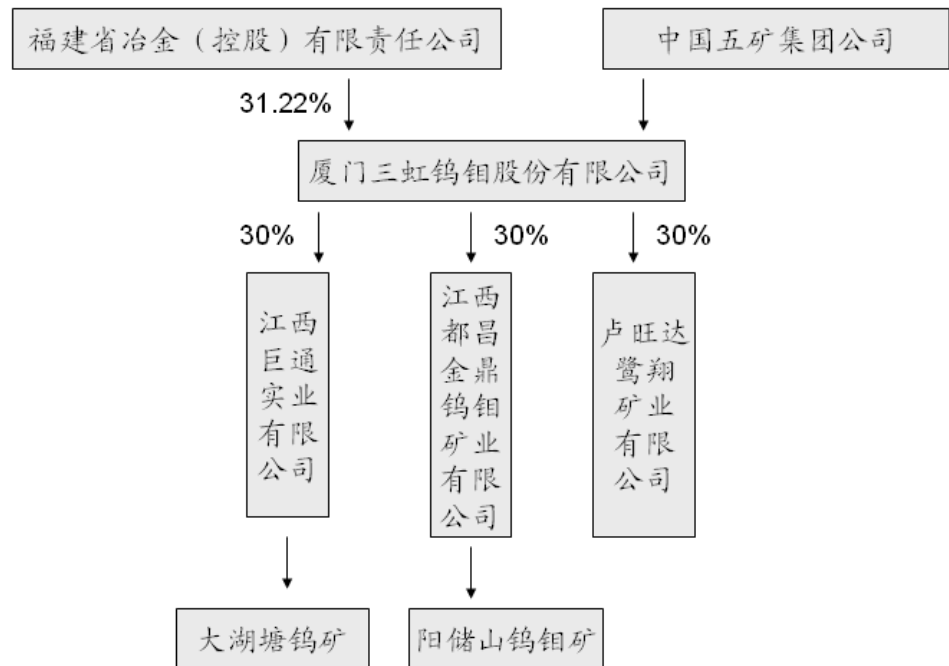 福建省冶金（控股）有限责任公司
中国五矿集团公司
31.22%
厦门三虹钨钼股份有限公司
30%
30%
30%
江西
巨通
实业
有限
公司
江西
都昌
金鼎
钨钼
矿业
有限
公司
卢旺达
鹭翔
矿业
有限
公司
大湖塘钨矿
阳储山钨钼矿